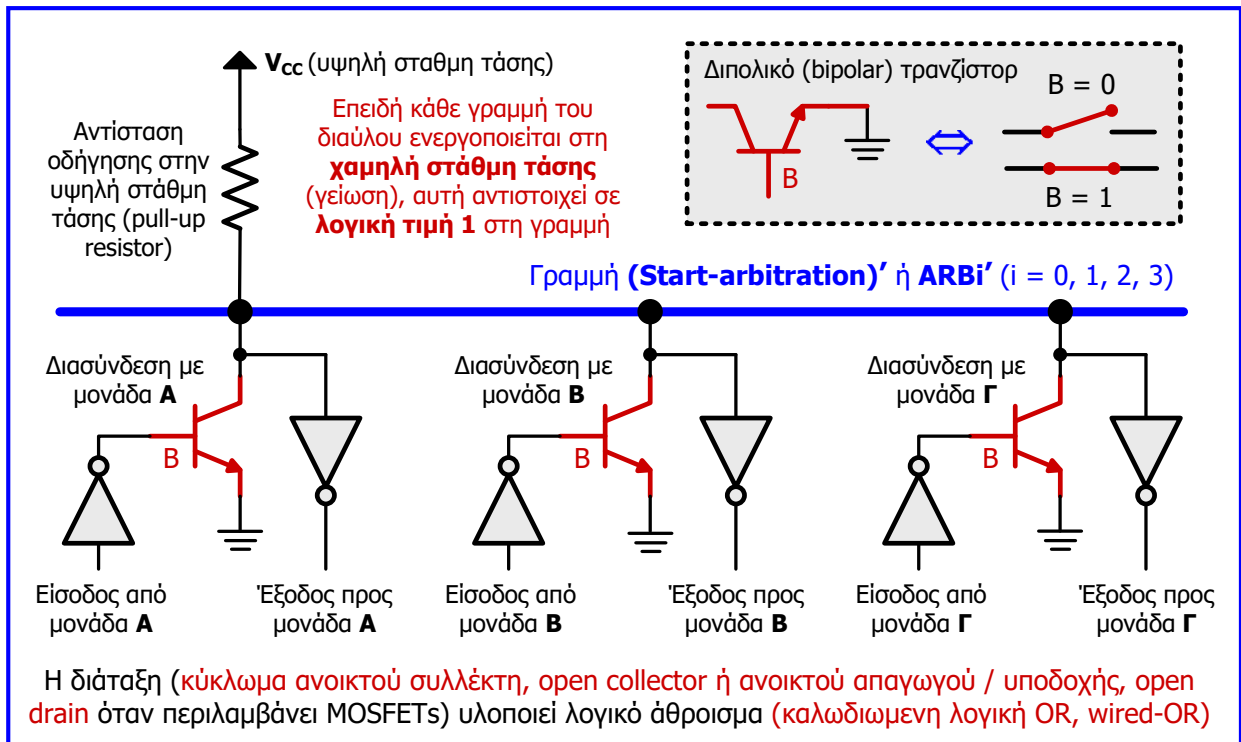 V_CC (υψηλή σταθμη τάσης)
Αντίσταση
οδήγησης στην
υψηλή στάθμη
τάσης (pull-up
resistor)
Επειδή κάθε γραμμή του
διαύλου ενεργοποιείται στη
χαμηλή στάθμη τάσης
(γείωση), αυτή αντιστοιχεί σε
λογική τιμή 1 στη γραμμή
Διπολικό (bipolar) τρανζίστορ
B
B = 0
B = 1
Γραμμή (Start-arbitration)′ ή ARBi′ (i = 0, 1, 2, 3)
Διασύνδεση με
μονάδα Α
B
Είσοδος από
μονάδα Α
Έξοδος προς
μονάδα Α
Διασύνδεση με
μονάδα Β
B
Είσοδος από
μονάδα Β
Έξοδος προς
μονάδα Β
Διασύνδεση με
μονάδα Γ
B
Είσοδος από
μονάδα Γ
Έξοδος προς
μονάδα Γ
Η διάταξη (κύκλωμα ανοικτού συλλέκτη, open collector ή ανοικτού απαγωγού / υποδοχής, open
drain όταν περιλαμβάνει MOSFETs) υλοποιεί λογικό άθροισμα (καλωδιωμενη λογική OR, wired-OR)